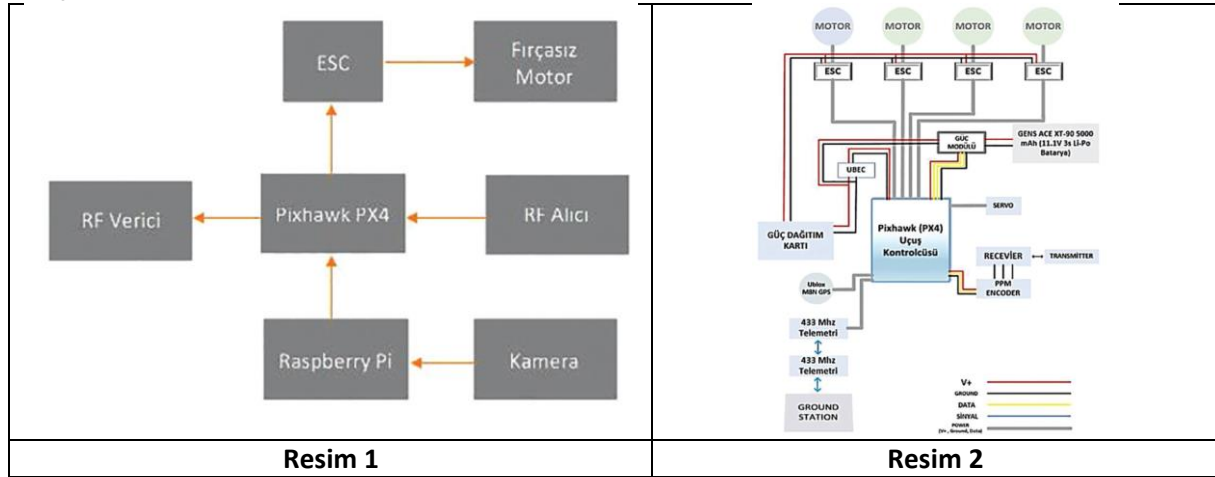 ESC
Fırçasız
Motor
RF Verici
Pixhawk PX4
RF Alıcı
Raspberry Pi
Kamera
Resim 1
MOTOR
MOTOR
MOTOR
MOTOR
ESC
ESC
ESC
ESC
GÜÇ
MODÜLÜ
GENS ACE XT-90 5000
mAh (11.1V 3s Li-Po
Batarya)
UBEC
GÜÇ DAĞITIM
KARTI
Pixhawk (PX4)
Uçuş
Kontrolcüsü
SERVO
RECEVİER
TRANSMİTTER
PPM
ENCODER
Ublox
M8N GPS
433 Mhz
Telemetri
433 Mhz
Telemetri
GROUND
STATION
V+
GROUND
DATA
SİNYAL
POWER
(V+, Ground, Data)
Resim 2